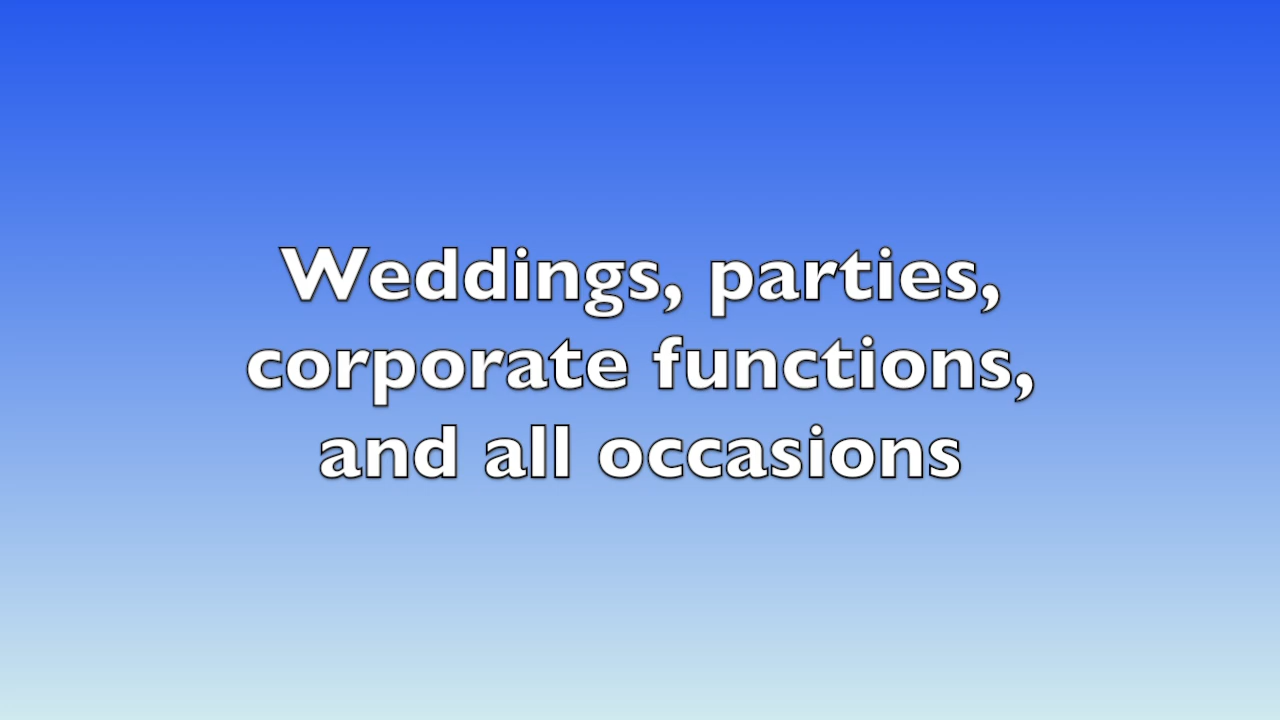 Weddings, parties,
corporate functions,
and all occasions